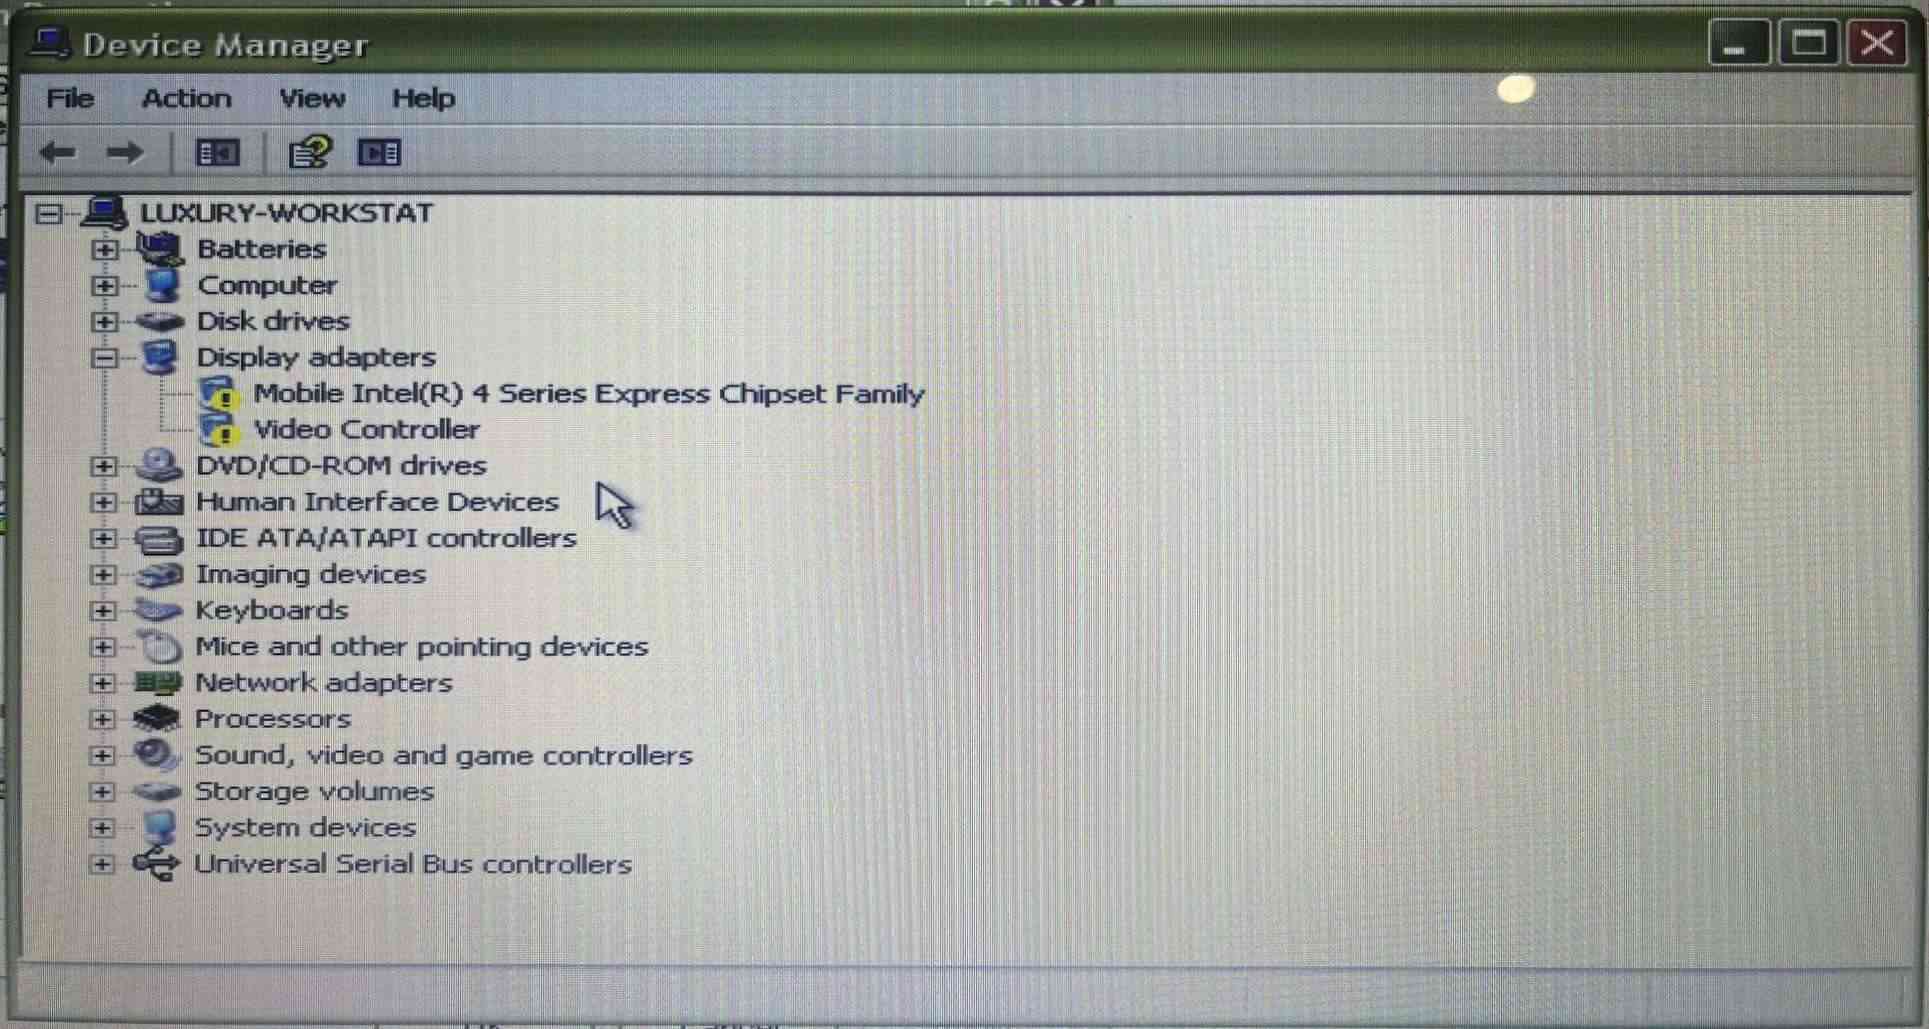 Device Manager
File Action View Help
LUXURY-WORKSTAT
Batteries
Computer
Disk drives
Display adapters
Mobile Intel(R) 4 Series Express Chipset Family
Video Controller
DVD/CD-ROM drives
Human Interface Devices
IDE ATA/ATAPI controllers
Imaging devices
Keyboards
Mice and other pointing devices
Network adapters
Processors
Sound, video and game controllers
Storage volumes
System devices
Universal Serial Bus controllers